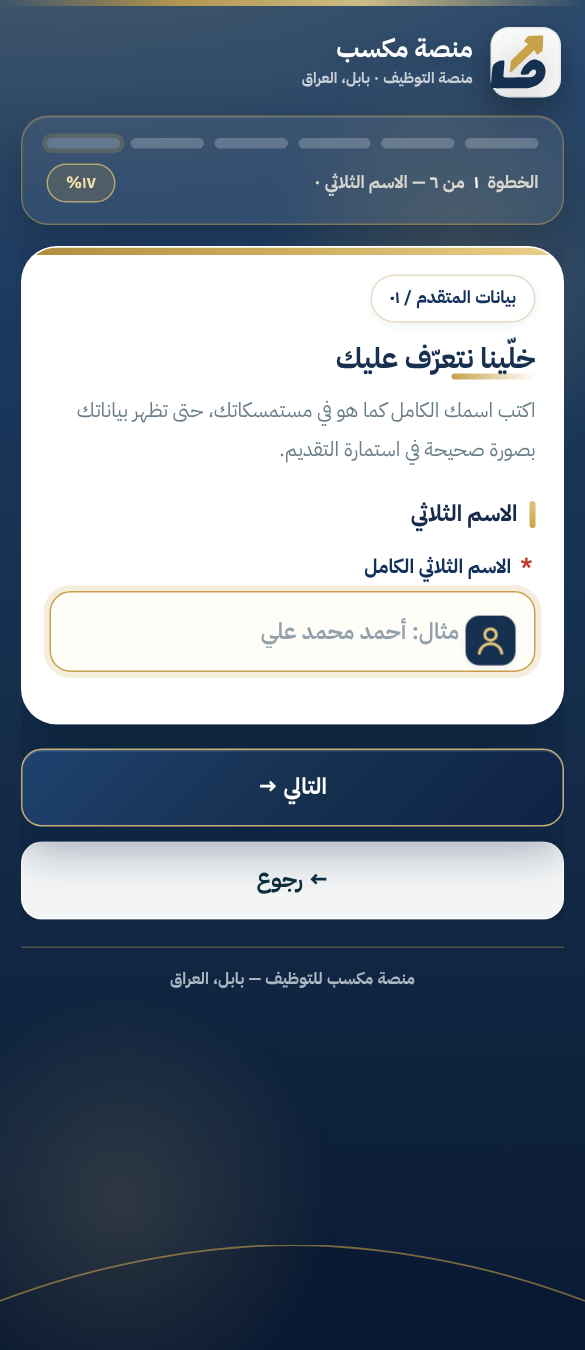 منصة مكسب
منصة التوظيف · بابل، العراق
الخطوة ١ من ٦ — الاسم الثلاثي ·
١٧%
بيانات المتقدم / ٠١
خلّينا نتعرّف عليك
اكتب اسمك الكامل كما هو في مستمسكاتك، حتى تظهر بياناتك
بصورة صحيحة في استمارة التقديم.
الاسم الثلاثي
* الاسم الثلاثي الكامل
مثال: أحمد محمد علي
التالي →
← رجوع
منصة مكسب للتوظيف — بابل، العراق